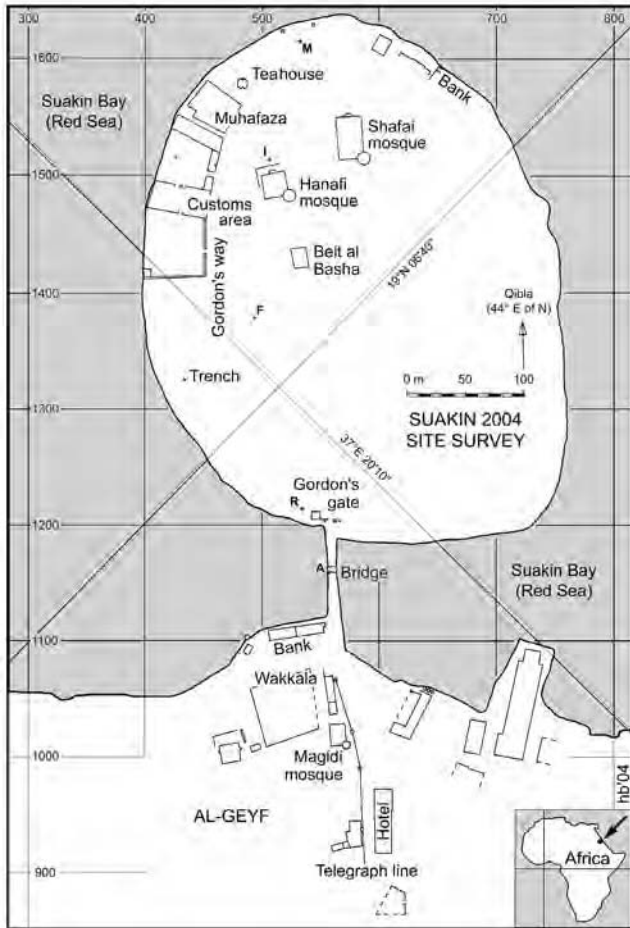 300
400
500
600
700
800
1600
M
Teahouse
Bank
Suakin Bay
(Red Sea)
Muhafaza
Shafai
mosque
1500
I
Hanafi
mosque
Customs
area
Gordon's way
Beit al
Basha
19°N 06'40"
1400
F
Qibla
(44° E of N)
Trench
0 m 50 100
SUAKIN 2004
SITE SURVEY
1300
37°E 20'10"
Gordon's
gate
R
1200
A
Bridge
Suakin Bay
(Red Sea)
1100
Bank
Wakkala
1000
Magidi
mosque
hb'04
AL-GEYF
Hotel
Africa
Telegraph line
900